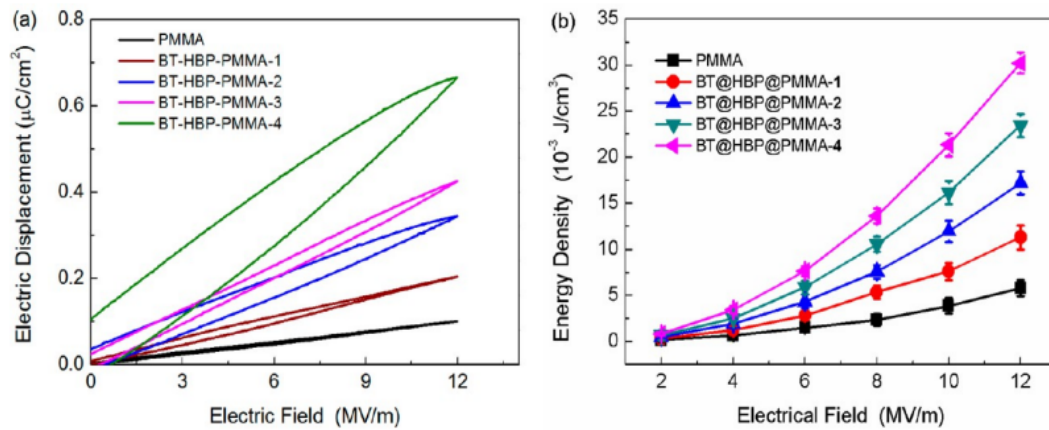 (a)
0.8
0.6
0.4
0.2
0.0
Electric Displacement (μC/cm²)
PMMA
BT-HBP-PMMA-1
BT-HBP-PMMA-2
BT-HBP-PMMA-3
BT-HBP-PMMA-4
0 3 6 9 12
Electric Field (MV/m)
(b)
35
30
25
20
15
10
5
0
Energy Density (10⁻³ J/cm³)
PMMA
BT@HBP@PMMA-1
BT@HBP@PMMA-2
BT@HBP@PMMA-3
BT@HBP@PMMA-4
2 4 6 8 10 12
Electrical Field (MV/m)